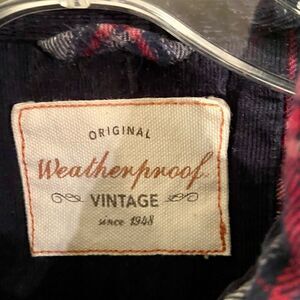 ORIGINAL
Weatherproof
VINTAGE
since 1948